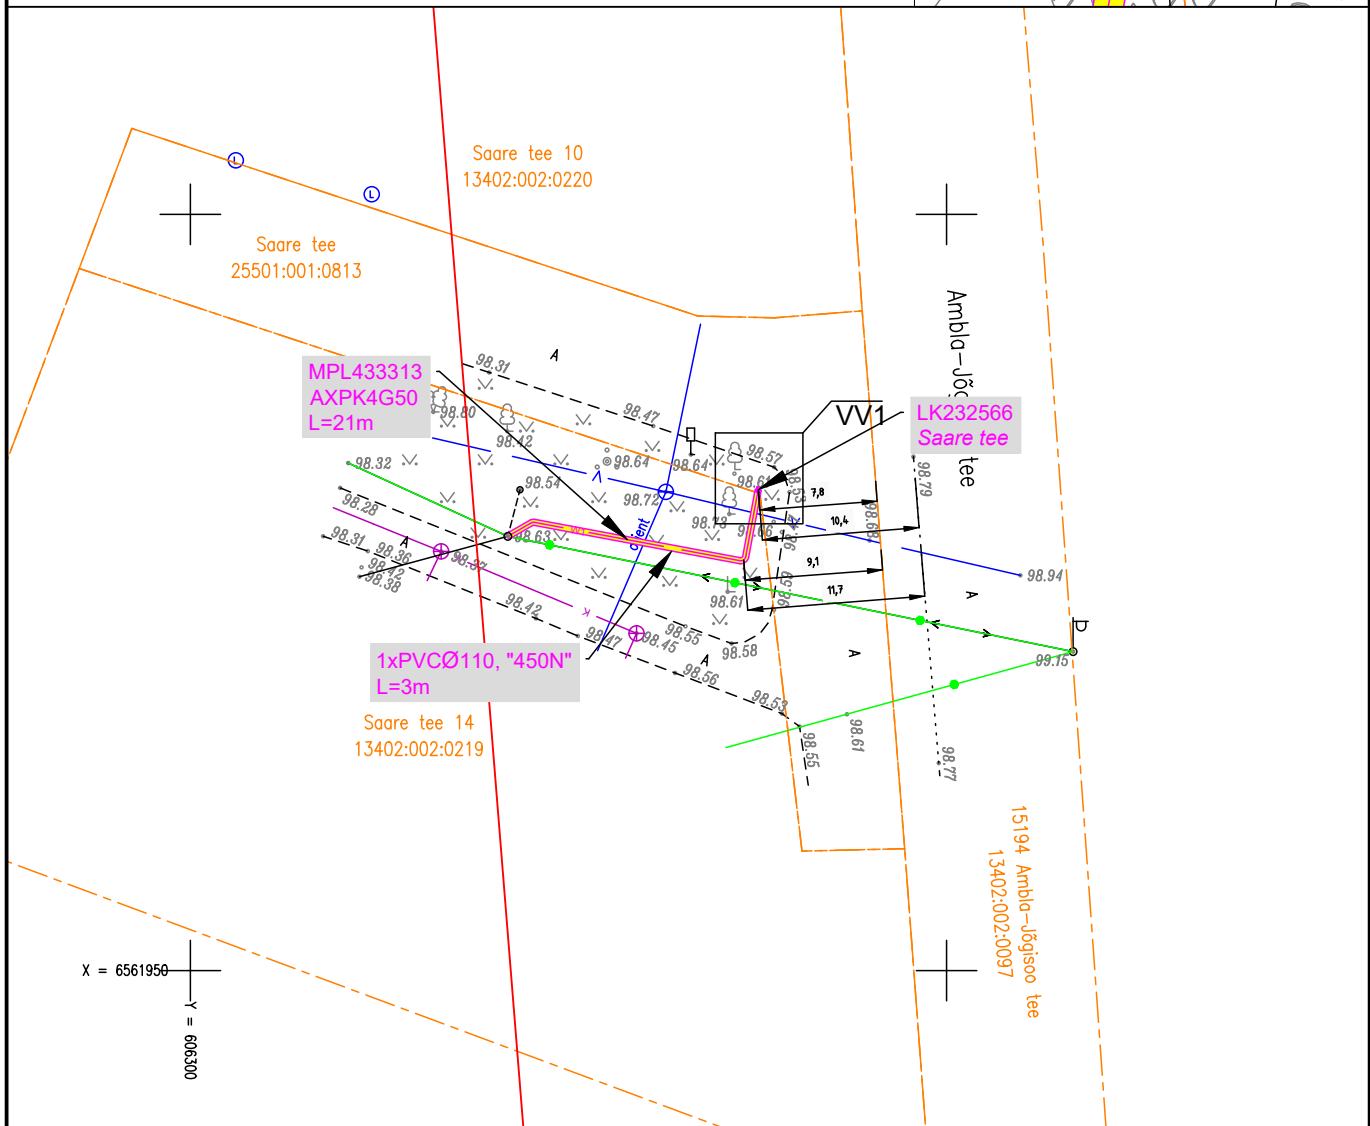 Saare tee 10
13402:002:0220
Saare tee
25501:001:0813
L
L
Ambla-Jõg
tee
MPL433313
AXPK4G50
L=21m
VV1
LK232566
Saare tee
98.31
A
98.47
98.80
98.42
98.64
98.64
98.57
98.32
98.54
98.28
98.72
V
98.63
98.79
98.68
7,8
10,4
9,1
11,7
98.94
98.31
98.36
98.42
98.38
A
98.37
K
98.42
98.47
98.45
98.55
98.58
98.61
98.59
A
98.56
98.53
98.55
98.61
98.77
A
A
99.15
1xPVCØ110, "450N"
L=3m
Saare tee 14
13402:002:0219
15194 Ambla-Jõgisoo tee
13402:002:0097
X = 6561950
Y = 606300